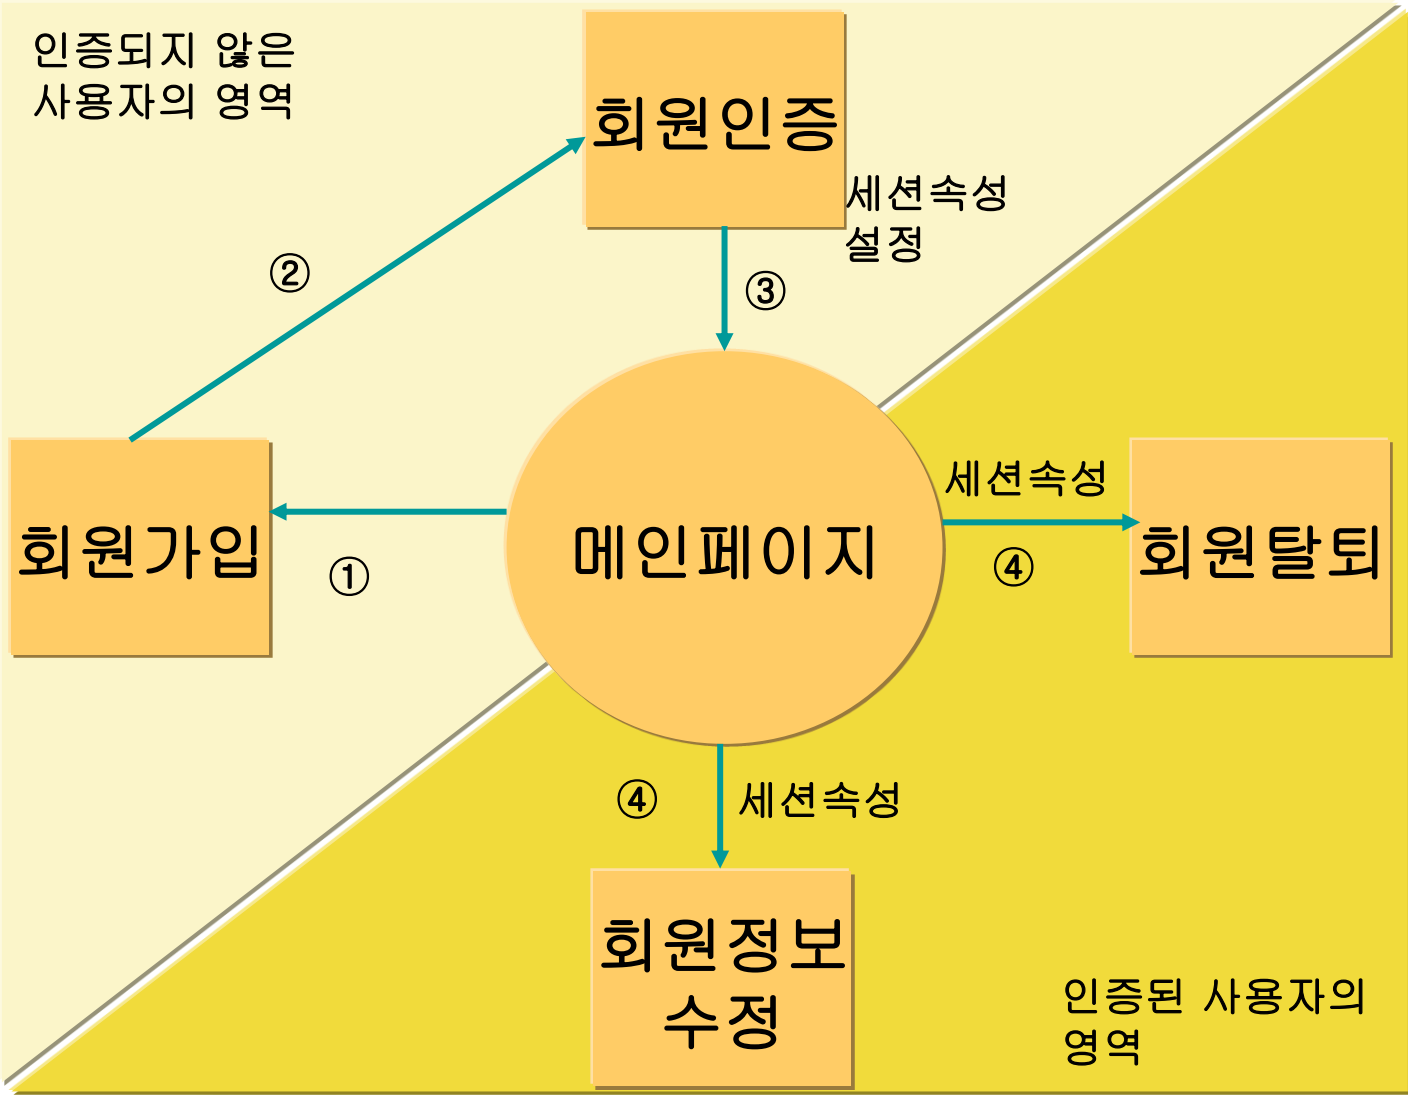 인증되지 않은
사용자의 영역
회원인증
세션속성
설정
②
③
회원가입
①
메인페이지
세션속성
④
회원탈퇴
④
세션속성
회원정보
수정
인증된 사용자의
영역